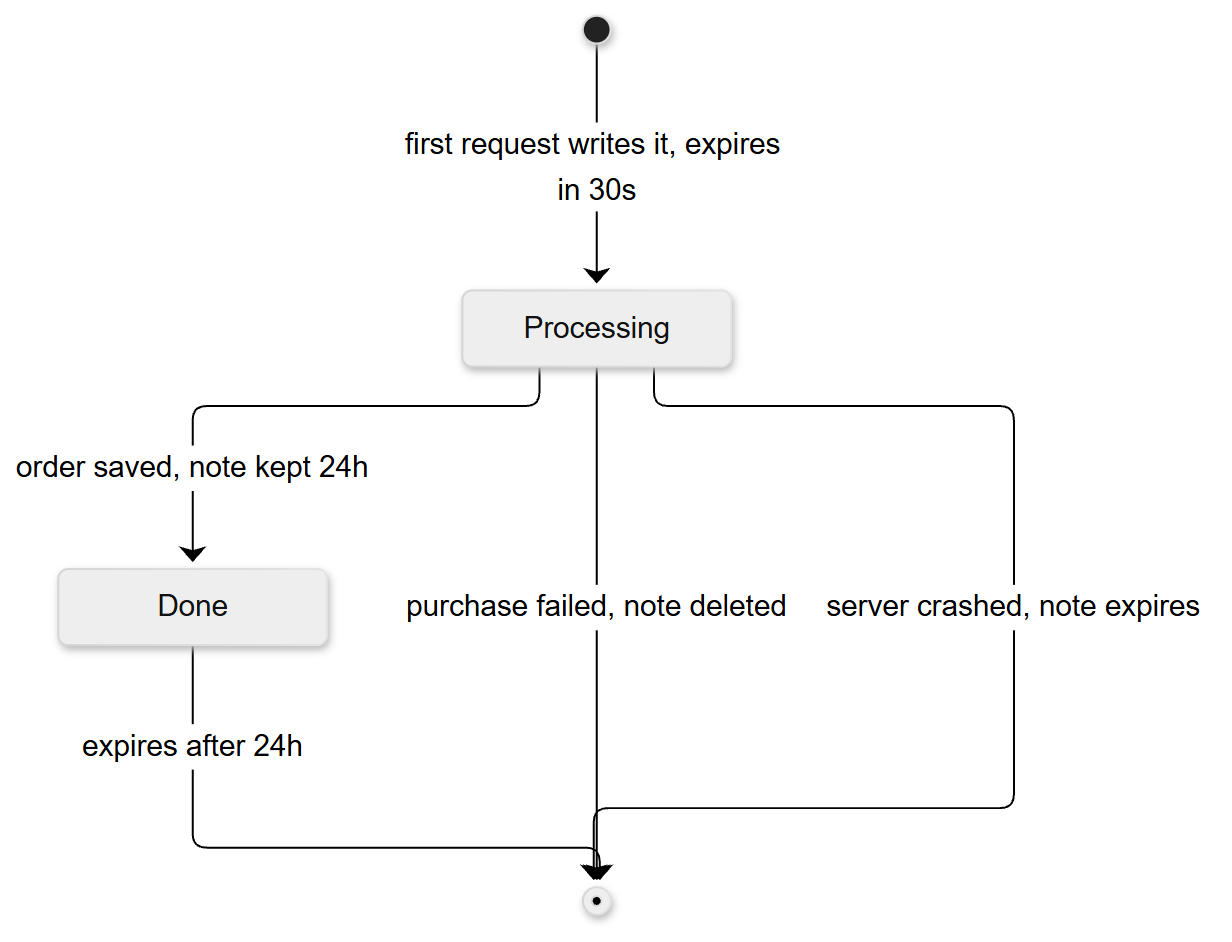 first request writes it, expires
in 30s
Processing
order saved, note kept 24h
Done
purchase failed, note deleted
server crashed, note expires
expires after 24h